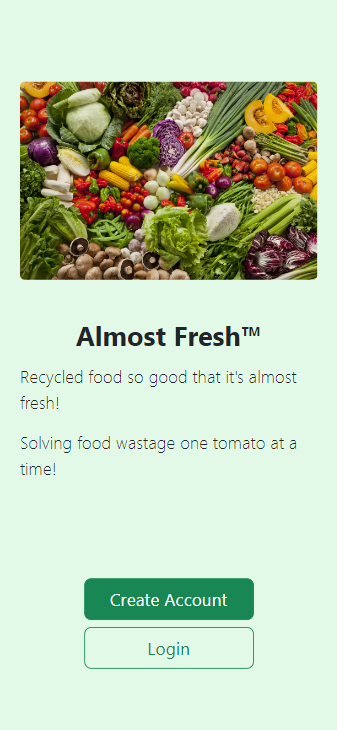 Almost Fresh™
Recycled food so good that it's almost
fresh!
Solving food wastage one tomato at a
time!
Create Account
Login